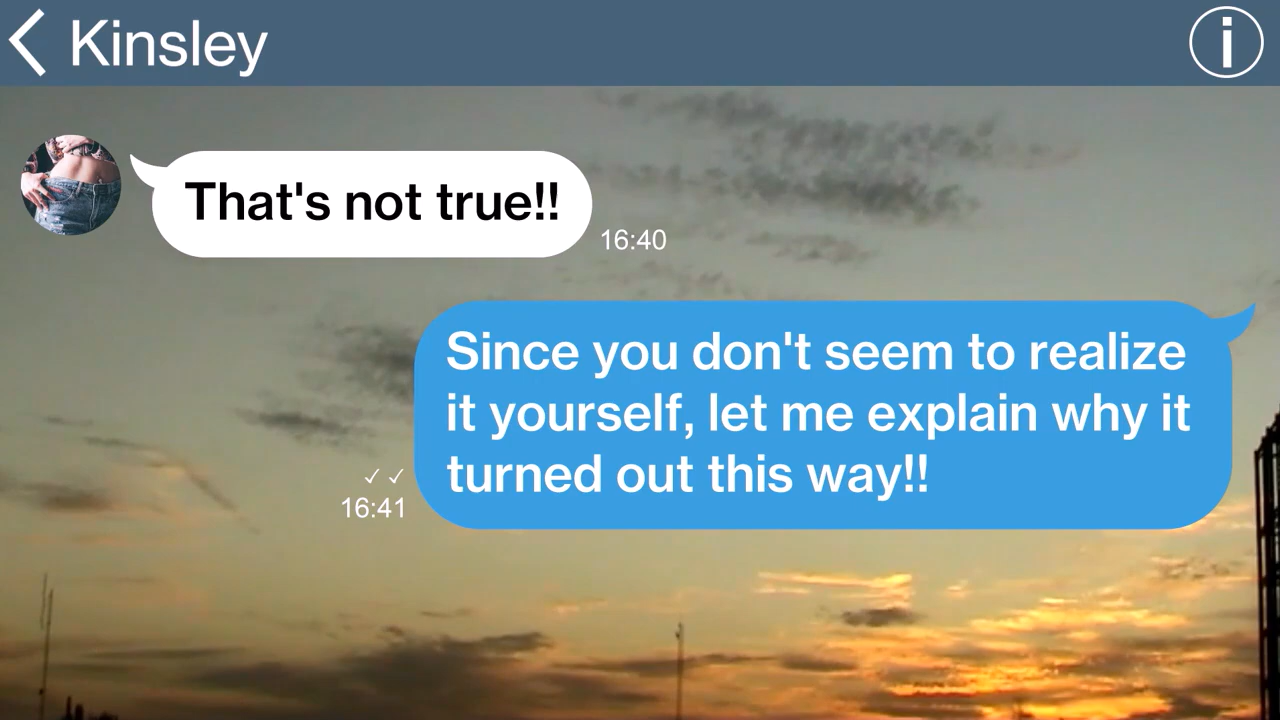 Kinsley
That's not true!!
16:40
Since you don't seem to realize
it yourself, let me explain why it
turned out this way!!
16:41